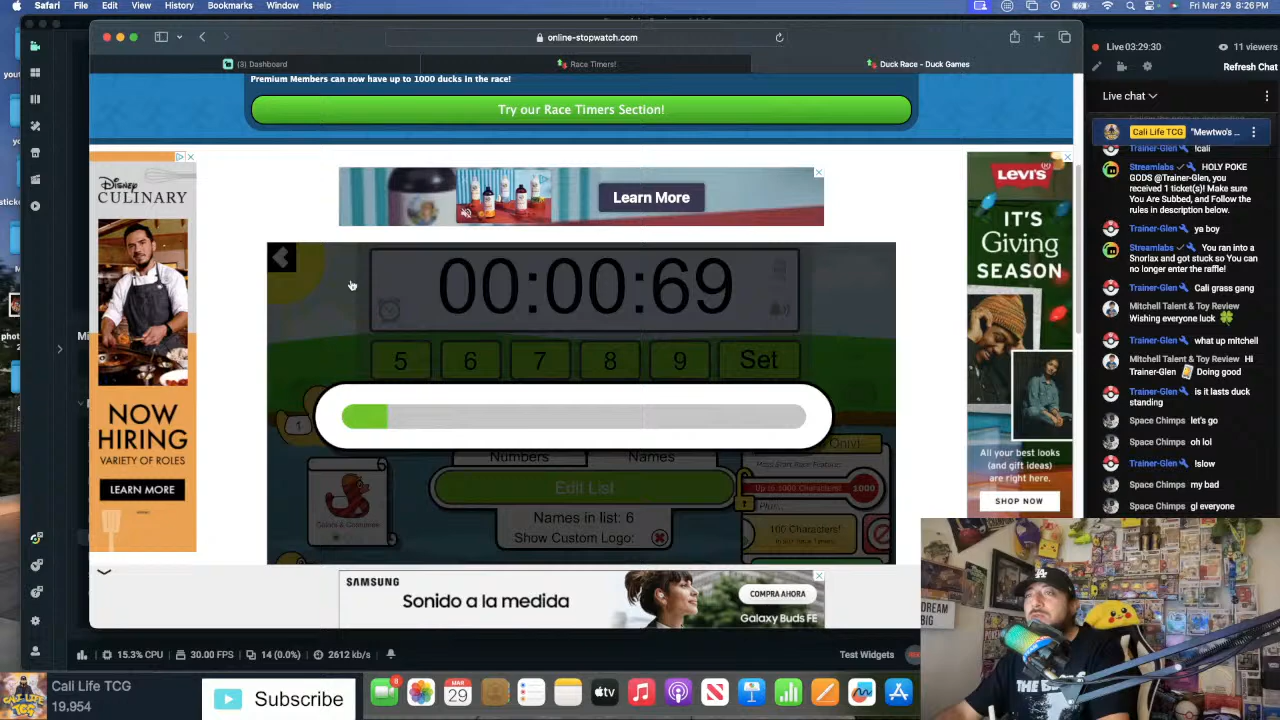 Safari File Edit View History Bookmarks Window Help
Fri Mar 29 8:26 PM
online-stopwatch.com
(3) Dashboard
Race Timers!
Duck Race - Duck Games
Premium Members can now have up to 1000 ducks in the race!
Try our Race Timers Section!
DISNEY
CULINARY
NOW
HIRING
VARIETY OF ROLES
LEARN MORE
Learn More
00:00:69
5 6 7 8 9 Set
1
Numbers
Names
Edit List
Names in list: 6
Show Custom Logo:
Colors & Costumes
1000
100 Characters!
LEVI'S
IT'S
Giving
SEASON
All your best looks
(and gift ideas)
are right here.
SHOP NOW
SAMSUNG
Sonido a la medida
COMPRA AHORA
Galaxy Buds FE
15.3% CPU
30.00 FPS
14 (0.0%)
2612 kb/s
Test Widgets
Live 03:29:30
11 viewers
Refresh Chat
Live chat
Cali Life TCG "Mewtwo's ...
Trainer-Glen !cali
Streamlabs HOLY POKE
GODS @Trainer-Glen, you
received 1 ticket(s)! Make sure
You Are Subbed, and Follow the
rules in description below.
Trainer-Glen ya boy
Streamlabs You ran into a
Snorlax and got stuck so You can
no longer enter the raffle!
Trainer-Glen Cali grass gang
Mitchell Talent & Toy Review
Wishing everyone luck
Trainer-Glen what up mitchell
Mitchell Talent & Toy Review Hi
Trainer-Glen Doing good
Trainer-Glen is it lasts duck
standing
Space Chimps let's go
Space Chimps oh lol
Trainer-Glen !slow
Space Chimps my bad
Space Chimps gl everyone
DREAM
BIG
LA
Cali Life TCG
19,954
Subscribe
8
MAR
29
tv